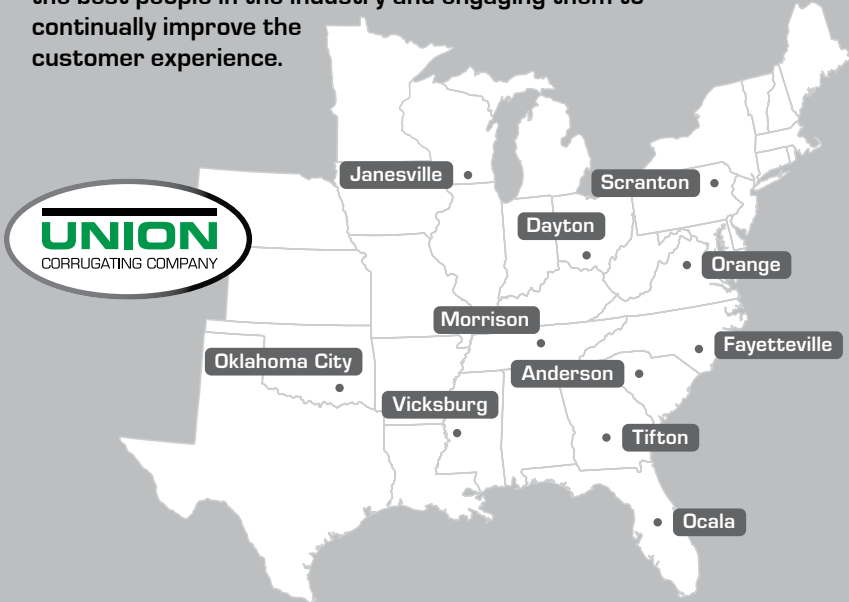 the best people in the industry and engaging them to
continually improve the
customer experience.
Janesville
Scranton
UNION
CORRUGATING COMPANY
Dayton
Orange
Morrison
Fayetteville
Oklahoma City
Anderson
Vicksburg
Tifton
Ocala